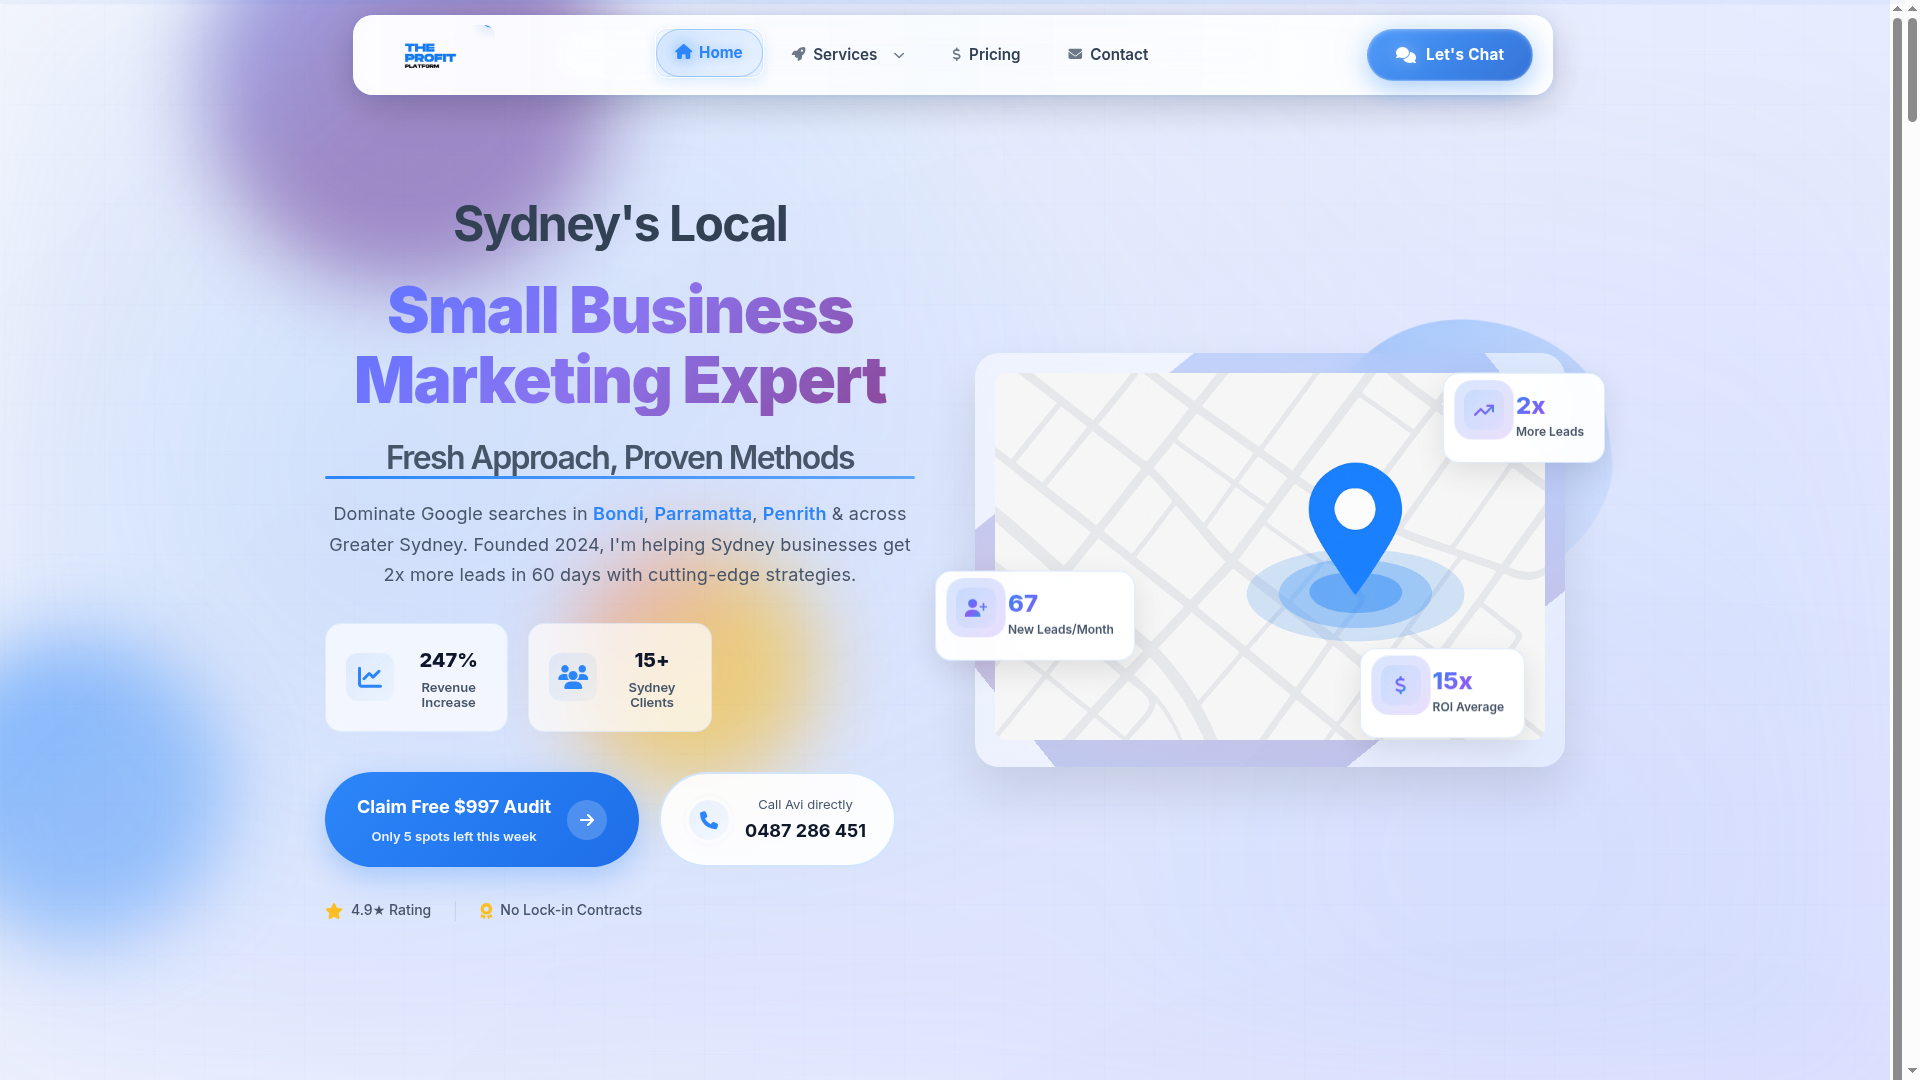 THE
PROFIT
PLATFORM
Home
Services
$ Pricing
Contact
Let's Chat
Sydney's Local
Small Business
Marketing Expert
Fresh Approach, Proven Methods
Dominate Google searches in Bondi, Parramatta, Penrith & across
Greater Sydney. Founded 2024, I'm helping Sydney businesses get
2x more leads in 60 days with cutting-edge strategies.
247%
Revenue
Increase
15+
Sydney
Clients
Claim Free $997 Audit
Only 5 spots left this week
Call Avi directly
0487 286 451
4.9★ Rating
No Lock-in Contracts
2x
More Leads
67
New Leads/Month
$
15x
ROI Average